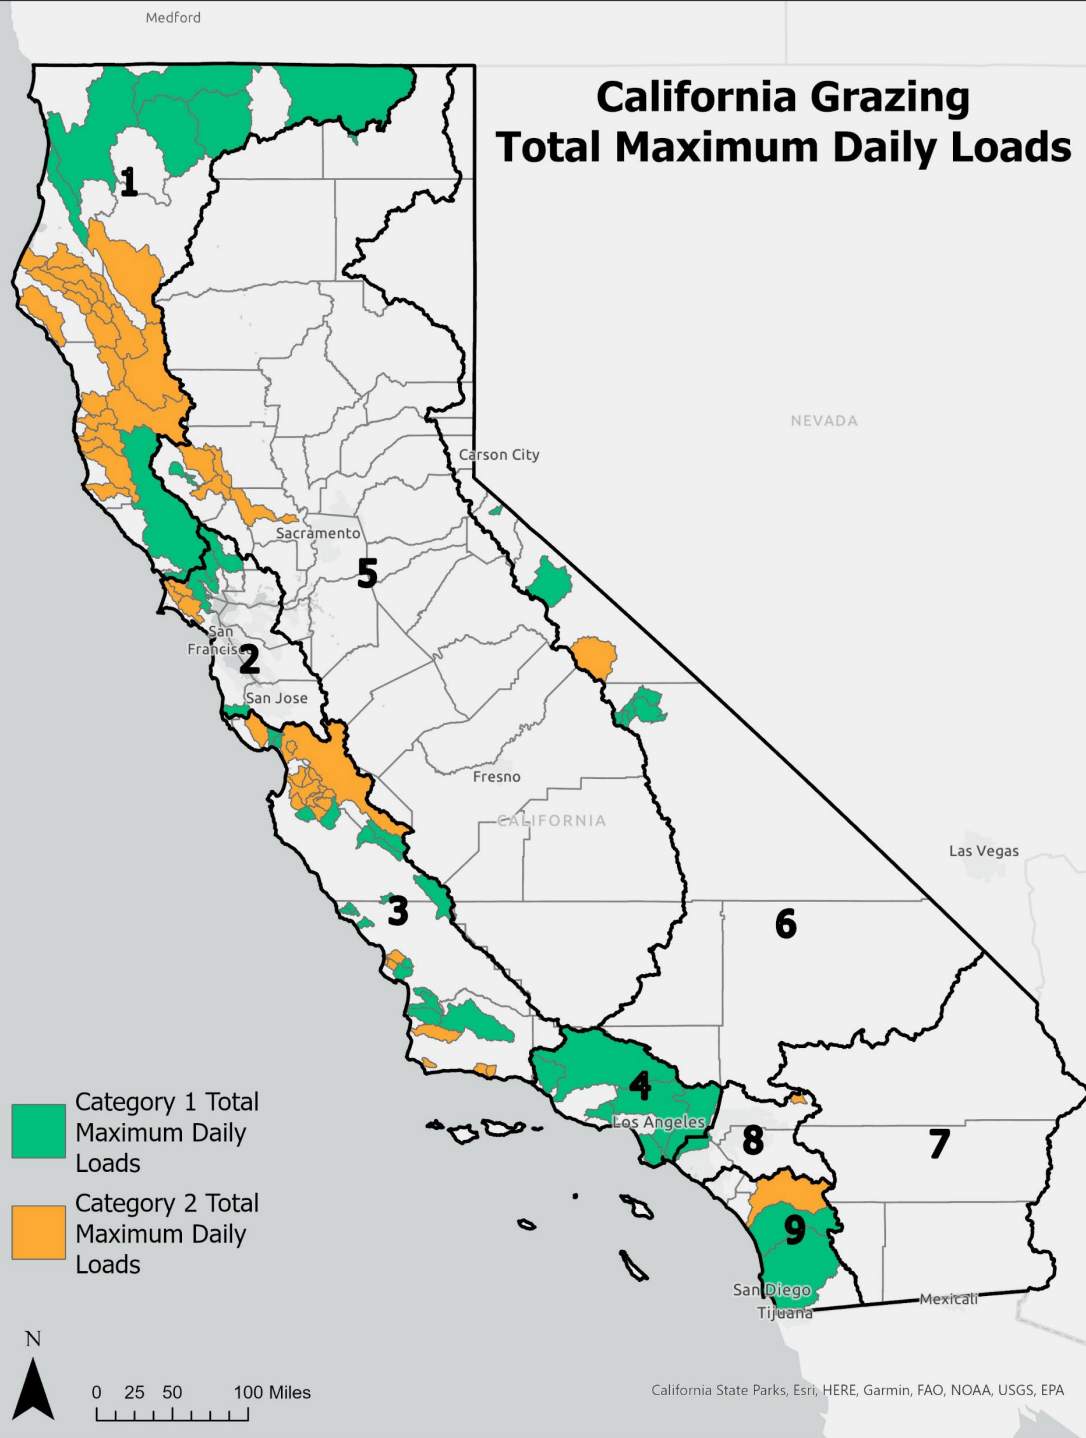 Medford
California Grazing
Total Maximum Daily Loads
1
NEVADA
Carson City
Sacramento
5
San
Francisco
2
San Jose
Fresno
CALIFORNIA
Las Vegas
3
6
4
Los Angeles
8
7
9
San Diego
Tijuana
Mexicali
Category 1 Total
Maximum Daily
Loads
Category 2 Total
Maximum Daily
Loads
N
0 25 50 100 Miles
California State Parks, Esri, HERE, Garmin, FAO, NOAA, USGS, EPA